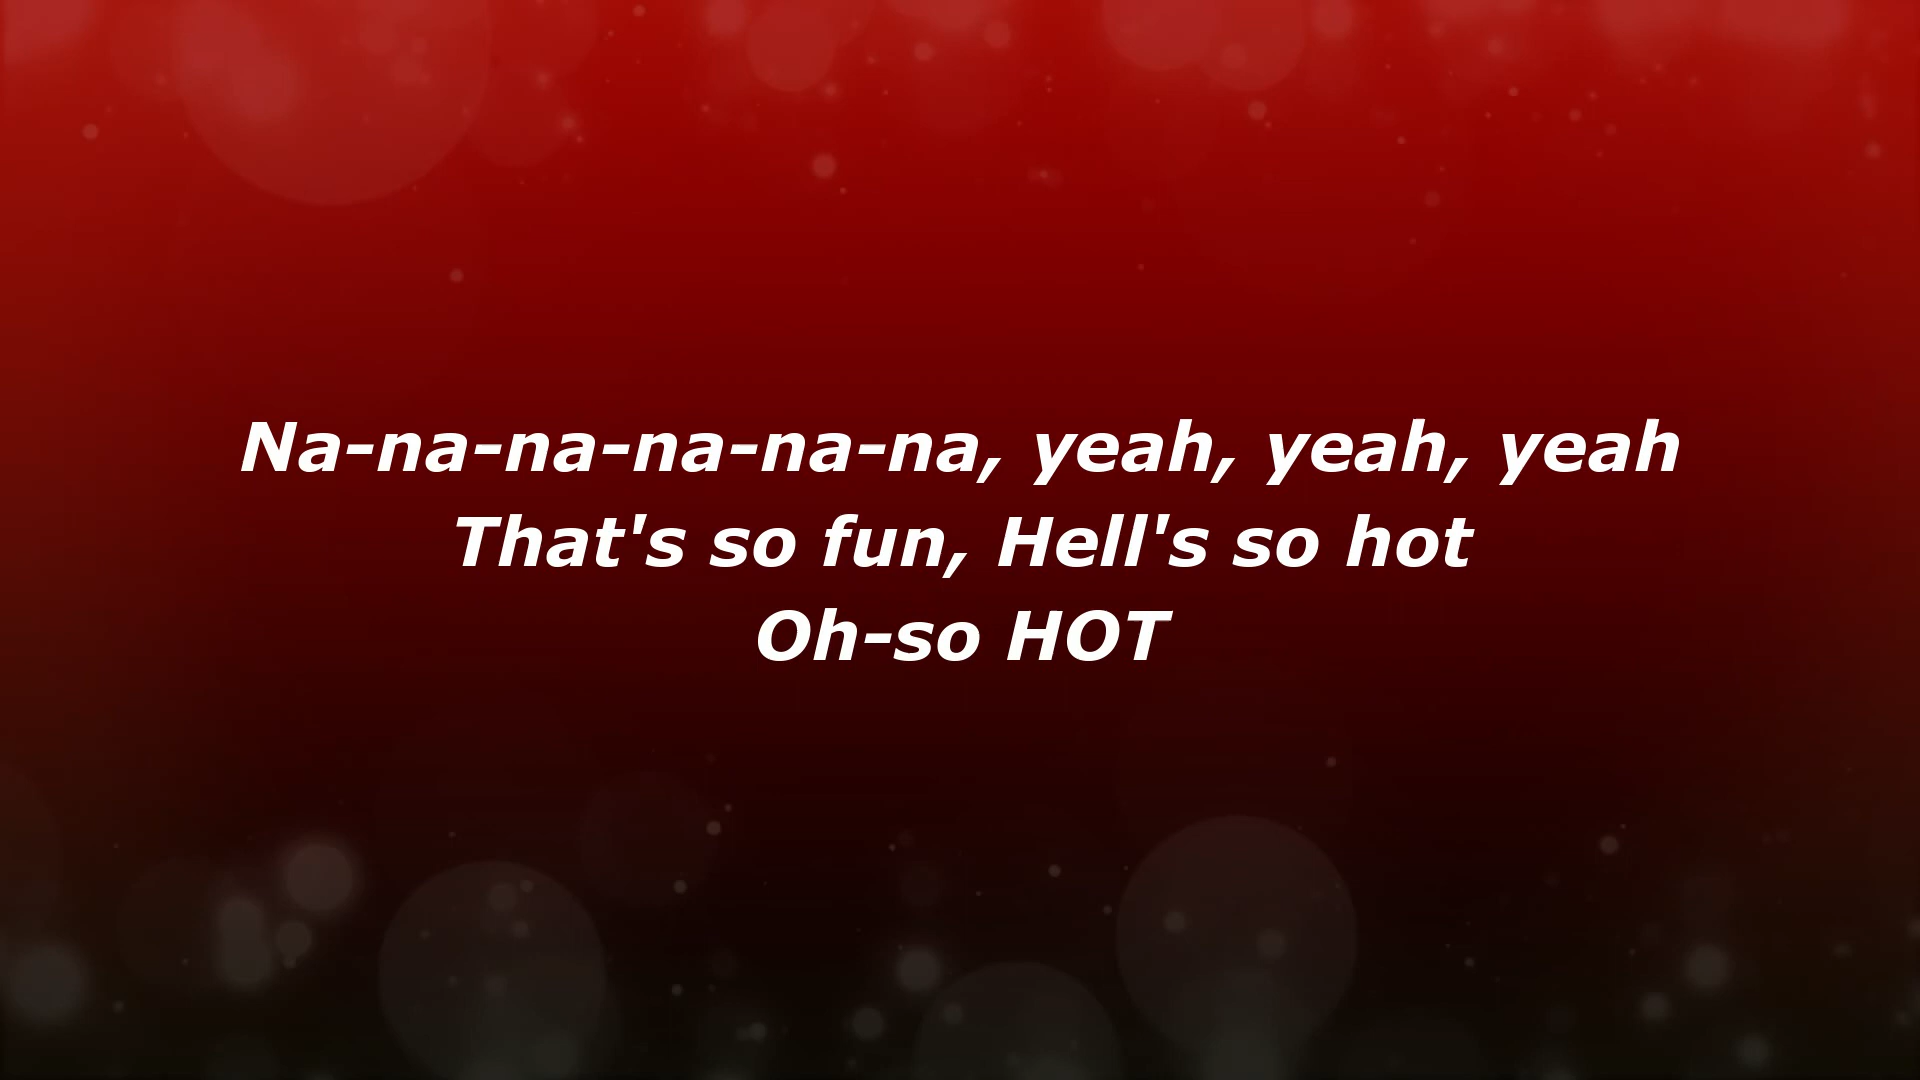 Na-na-na-na-na-na, yeah, yeah, yeah
That's so fun, Hell's so hot
Oh-so HOT